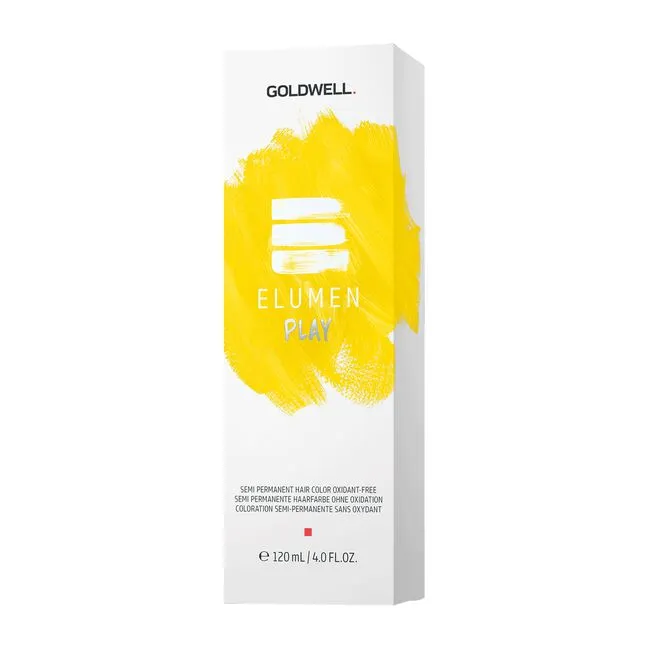 GOLDWELL.
ELUMEN
PLAY
SEMI PERMANENT HAIR COLOR OXIDANT-FREE
SEMI PERMANENTE HAARFARBE OHNE OXIDATION
COLORATION SEMI-PERMANENTE SANS OXYDANT
℮ 120 mL/4.0 FL.OZ.